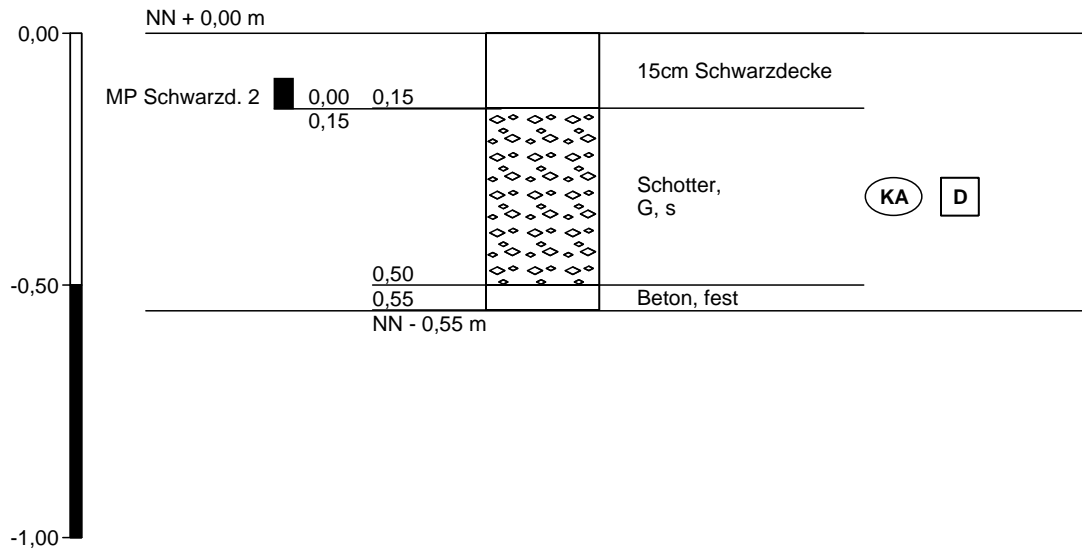 NN + 0,00 m
0,00
15cm Schwarzdecke
MP Schwarzd. 2
0,00
0,15
0,15
Schotter,
G, s
KA
D
0,50
-0,50
0,55
Beton, fest
NN - 0,55 m
-1,00